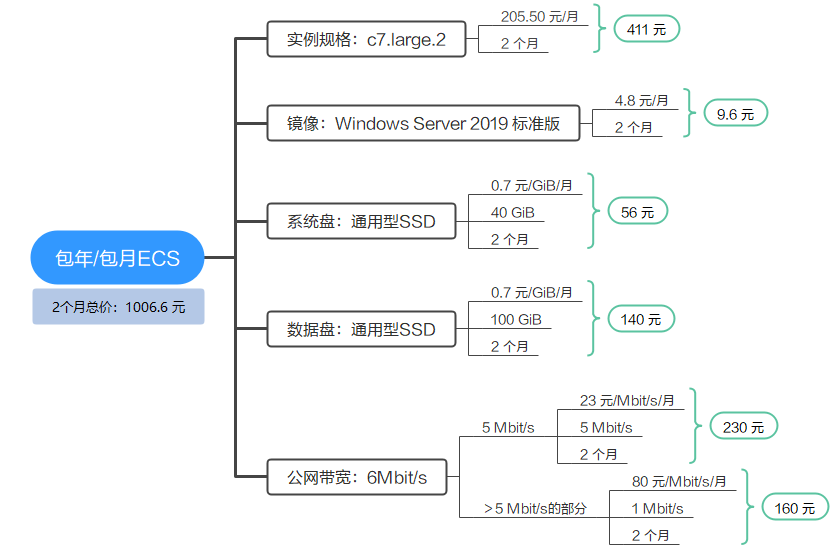 包年/包月ECS
2个月总价：1006.6 元
实例规格：c7.large.2
205.50 元/月
2 个月
411 元
镜像：Windows Server 2019 标准版
4.8 元/月
2 个月
9.6 元
系统盘：通用型SSD
0.7 元/GiB/月
40 GiB
2 个月
56 元
数据盘：通用型SSD
0.7 元/GiB/月
100 GiB
2 个月
140 元
公网带宽：6Mbit/s
5 Mbit/s
23 元/Mbit/s/月
5 Mbit/s
2 个月
230 元
＞5 Mbit/s的部分
80 元/Mbit/s/月
1 Mbit/s
2 个月
160 元